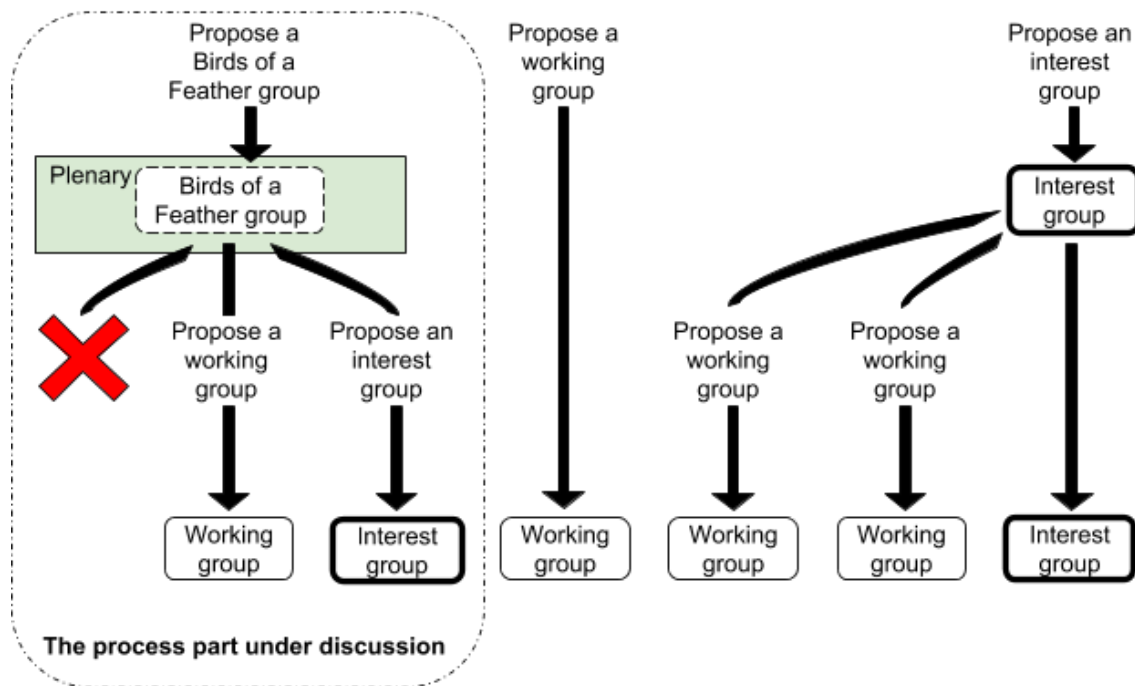 Propose a
Birds of a
Feather group
Propose a
working
group
Propose an
interest
group
Plenary
Birds of a
Feather group
Interest
group
Propose a
working
group
Propose an
interest
group
Propose a
working
group
Propose a
working
group
Working
group
Interest
group
Working
group
Working
group
Working
group
Interest
group
The process part under discussion